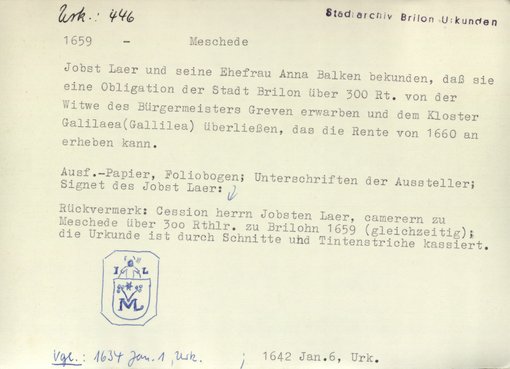 Urk.: 446
Stadtarchiv Brilon Urkunden
1659 - Meschede
Jobst Laer und seine Ehefrau Anna Balken bekunden, daß sie
eine Obligation der Stadt Brilon über 300 Rt. von der
Witwe des Bürgermeisters Greven erwarben und dem Kloster
Galilaea(Gallilea) überließen, das die Rente von 1660 an
erheben kann.
Ausf.-Papier, Foliobogen; Unterschriften der Aussteller;
Signet des Jobst Laer:
Rückvermerk: Cession herrn Jobsten Laer, camerern zu
Meschede über 3oo Rthlr. zu Brilohn 1659 (gleichzeitig);
die Urkunde ist durch Schnitte und Tintenstriche kassiert.
I L
ML
Vgl.: 1634 Jan. 1, Urk. ; 1642 Jan.6, Urk.